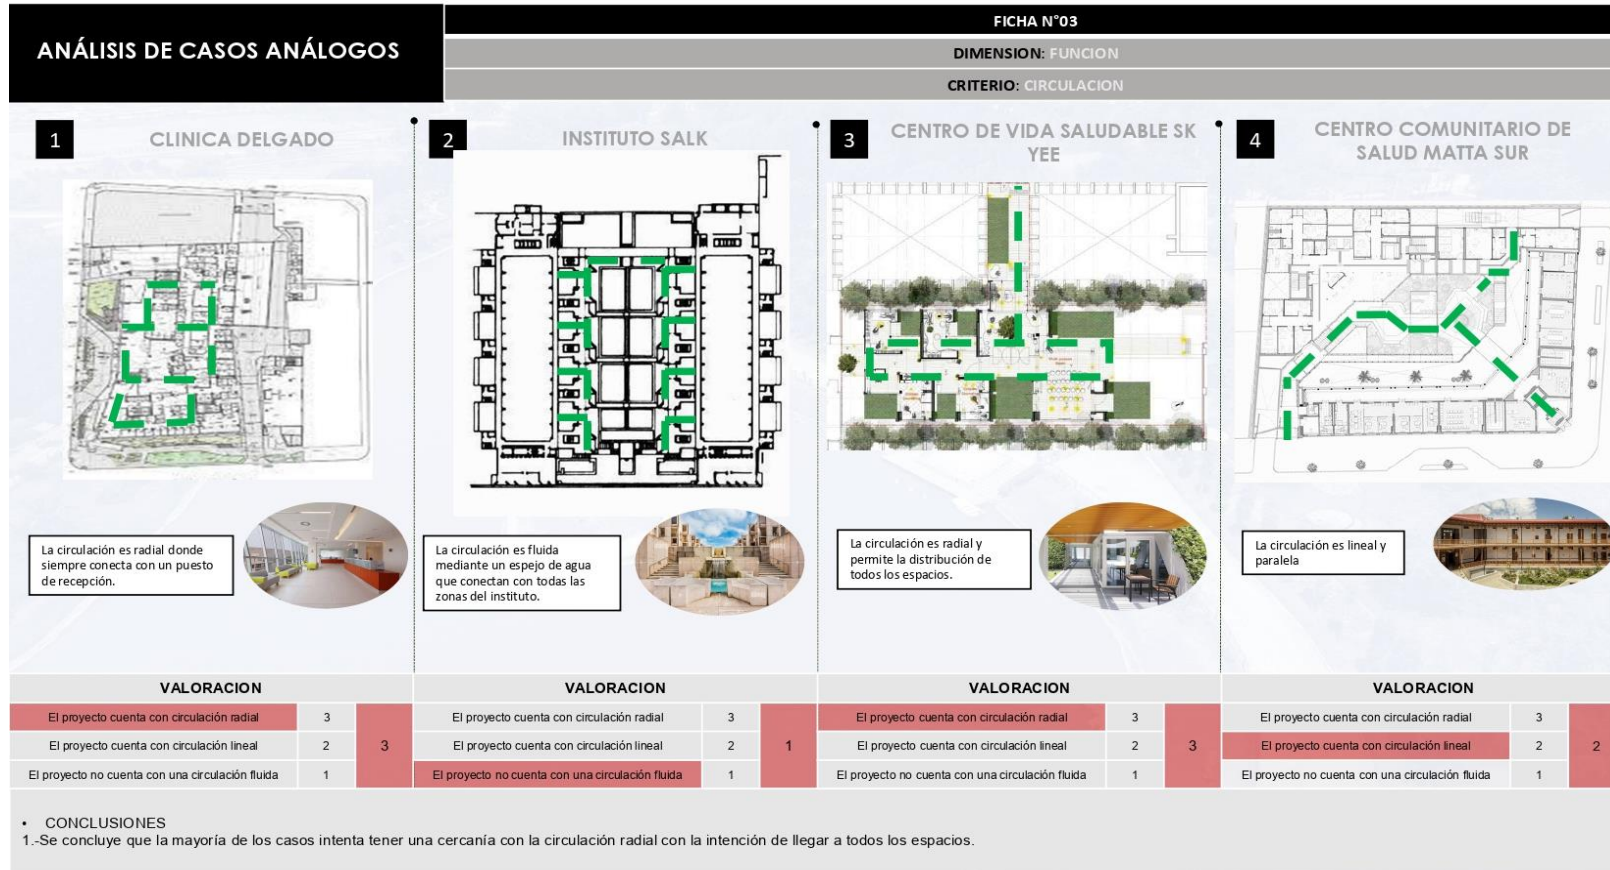 ANÁLISIS DE CASOS ANÁLOGOS
FICHA N°03
DIMENSION: FUNCION
CRITERIO: CIRCULACION
1
CLINICA DELGADO
La circulación es radial donde
siempre conecta con un puesto
de recepción.
2
INSTITUTO SALK
La circulación es fluida
mediante un espejo de agua
que conectan con todas las
zonas del instituto.
3
CENTRO DE VIDA SALUDABLE SK
YEE
La circulación es radial y
permite la distribución de
todos los espacios.
4
CENTRO COMUNITARIO DE
SALUD MATTA SUR
La circulación es lineal y
paralela
VALORACION
El proyecto cuenta con circulación radial 3
El proyecto cuenta con circulación lineal 2
El proyecto no cuenta con una circulación fluida 1
3
VALORACION
El proyecto cuenta con circulación radial 3
El proyecto cuenta con circulación lineal 2
El proyecto no cuenta con una circulación fluida 1
1
VALORACION
El proyecto cuenta con circulación radial 3
El proyecto cuenta con circulación lineal 2
El proyecto no cuenta con una circulación fluida 1
3
VALORACION
El proyecto cuenta con circulación radial 3
El proyecto cuenta con circulación lineal 2
El proyecto no cuenta con una circulación fluida 1
2
• CONCLUSIONES
1.-Se concluye que la mayoría de los casos intenta tener una cercanía con la circulación radial con la intención de llegar a todos los espacios.